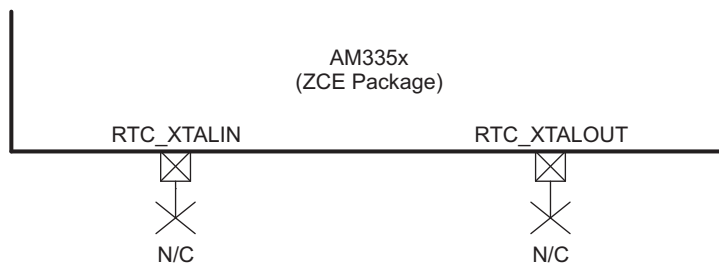 AM335x
(ZCE Package)
RTC_XTALIN
RTC_XTALOUT
N/C
N/C